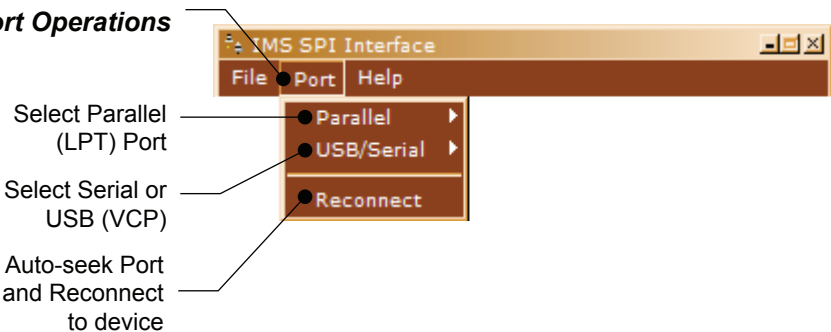 ort Operations
IMS SPI Interface
File Port Help
Parallel
USB/Serial
Reconnect
Select Parallel
(LPT) Port
Select Serial or
USB (VCP)
Auto-seek Port
and Reconnect
to device